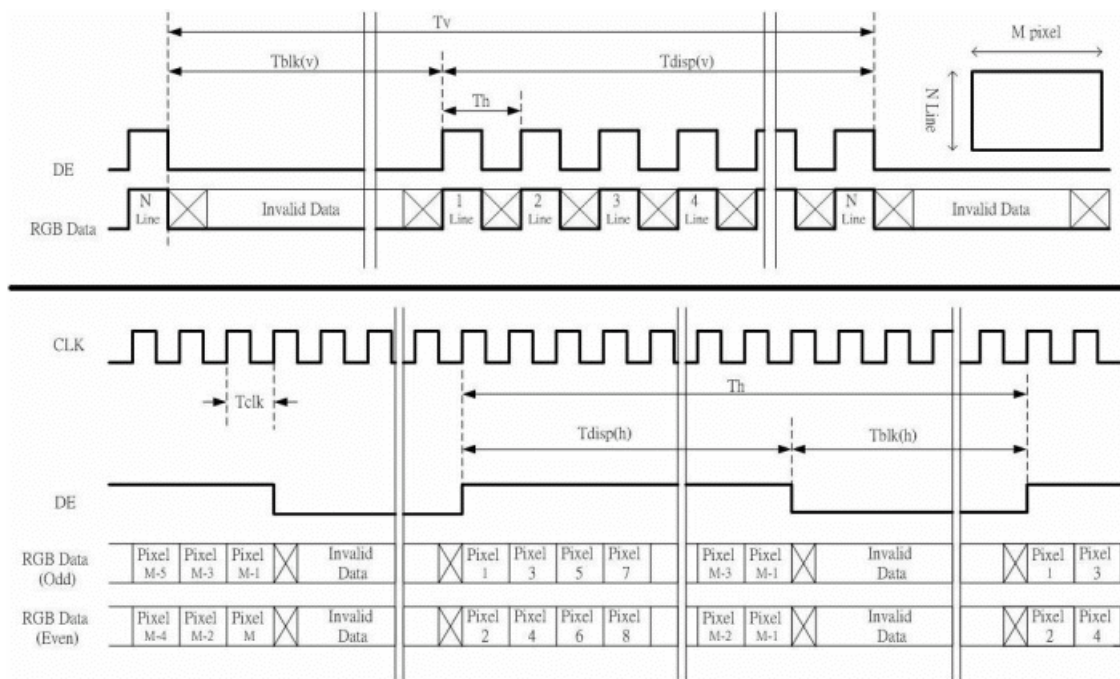 Tv
M pixel
Tblk(v)
Tdisp(v)
Th
N Line
DE
N Line
Invalid Data
1 Line
2 Line
3 Line
4 Line
N Line
Invalid Data
RGB Data
CLK
Th
Tclk
Tdisp(h)
Tblk(h)
DE
RGB Data (Odd)
Pixel M-5
Pixel M-3
Pixel M-1
Invalid Data
Pixel 1
Pixel 3
Pixel 5
Pixel 7
Pixel M-3
Pixel M-1
Invalid Data
Pixel 1
Pixel 3
RGB Data (Even)
Pixel M-4
Pixel M-2
Pixel M
Invalid Data
Pixel 2
Pixel 4
Pixel 6
Pixel 8
Pixel M-2
Pixel M-1
Invalid Data
Pixel 2
Pixel 4